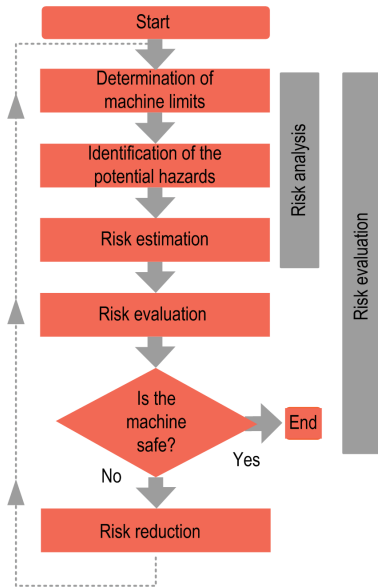 Start
Determination of
machine limits
Identification of the
potential hazards
Risk estimation
Risk evaluation
Is the
machine
safe?
End
Yes
No
Risk reduction
Risk analysis
Risk evaluation